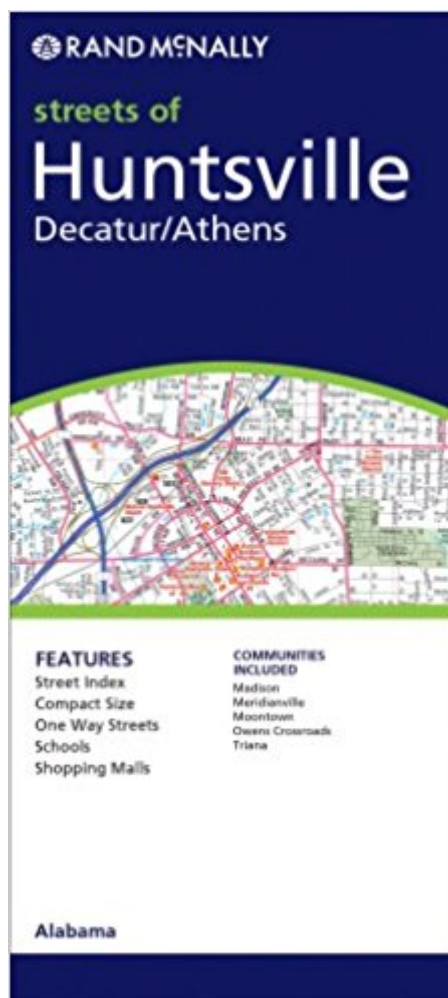 RAND McNALLY
streets of
Huntsville
Decatur/Athens
FEATURES
Street Index
Compact Size
One Way Streets
Schools
Shopping Malls
COMMUNITIES
INCLUDED
Madison
Meridianville
Moontown
Owens Crossroads
Triana
Alabama